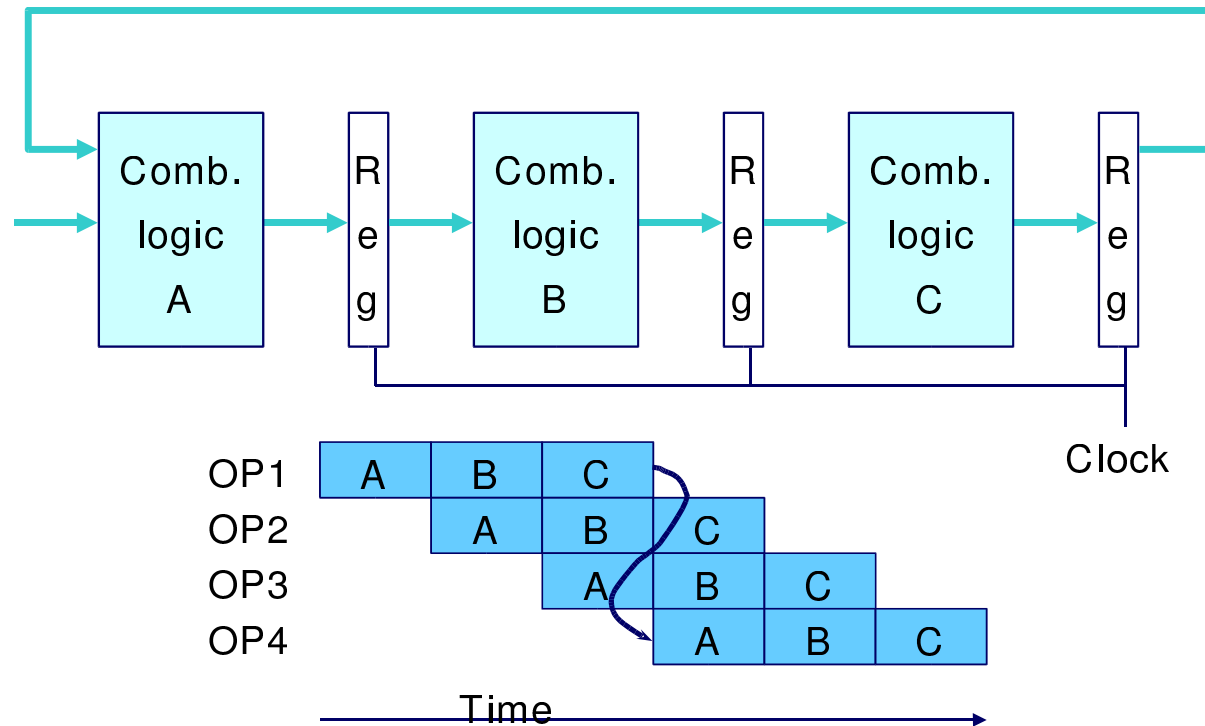 Comb.
logic
A
R
e
g
Comb.
logic
B
R
e
g
Comb.
logic
C
R
e
g
Clock
OP1 A B C
OP2 A B C
OP3 A B C
OP4 A B C
Time